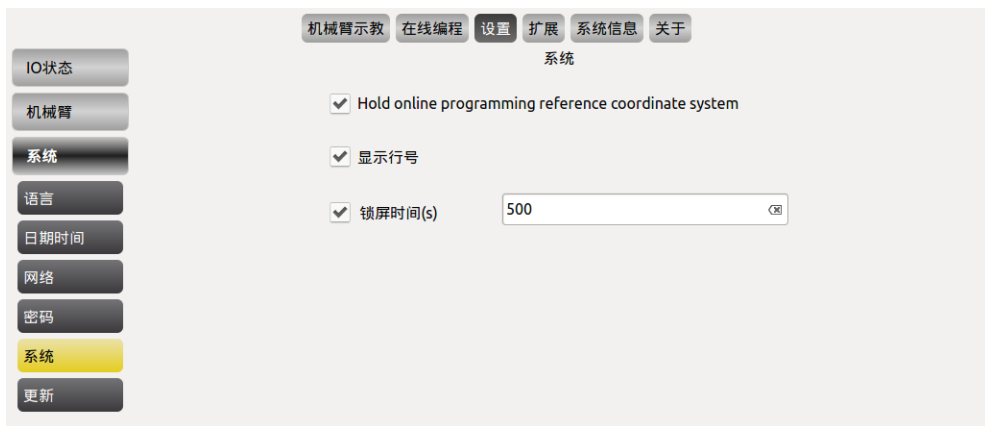 机械臂示教 在线编程 设置 扩展 系统信息 关于
系统
IO状态
机械臂
系统
语言
日期时间
网络
密码
系统
更新
Hold online programming reference coordinate system
显示行号
锁屏时间(s) 500